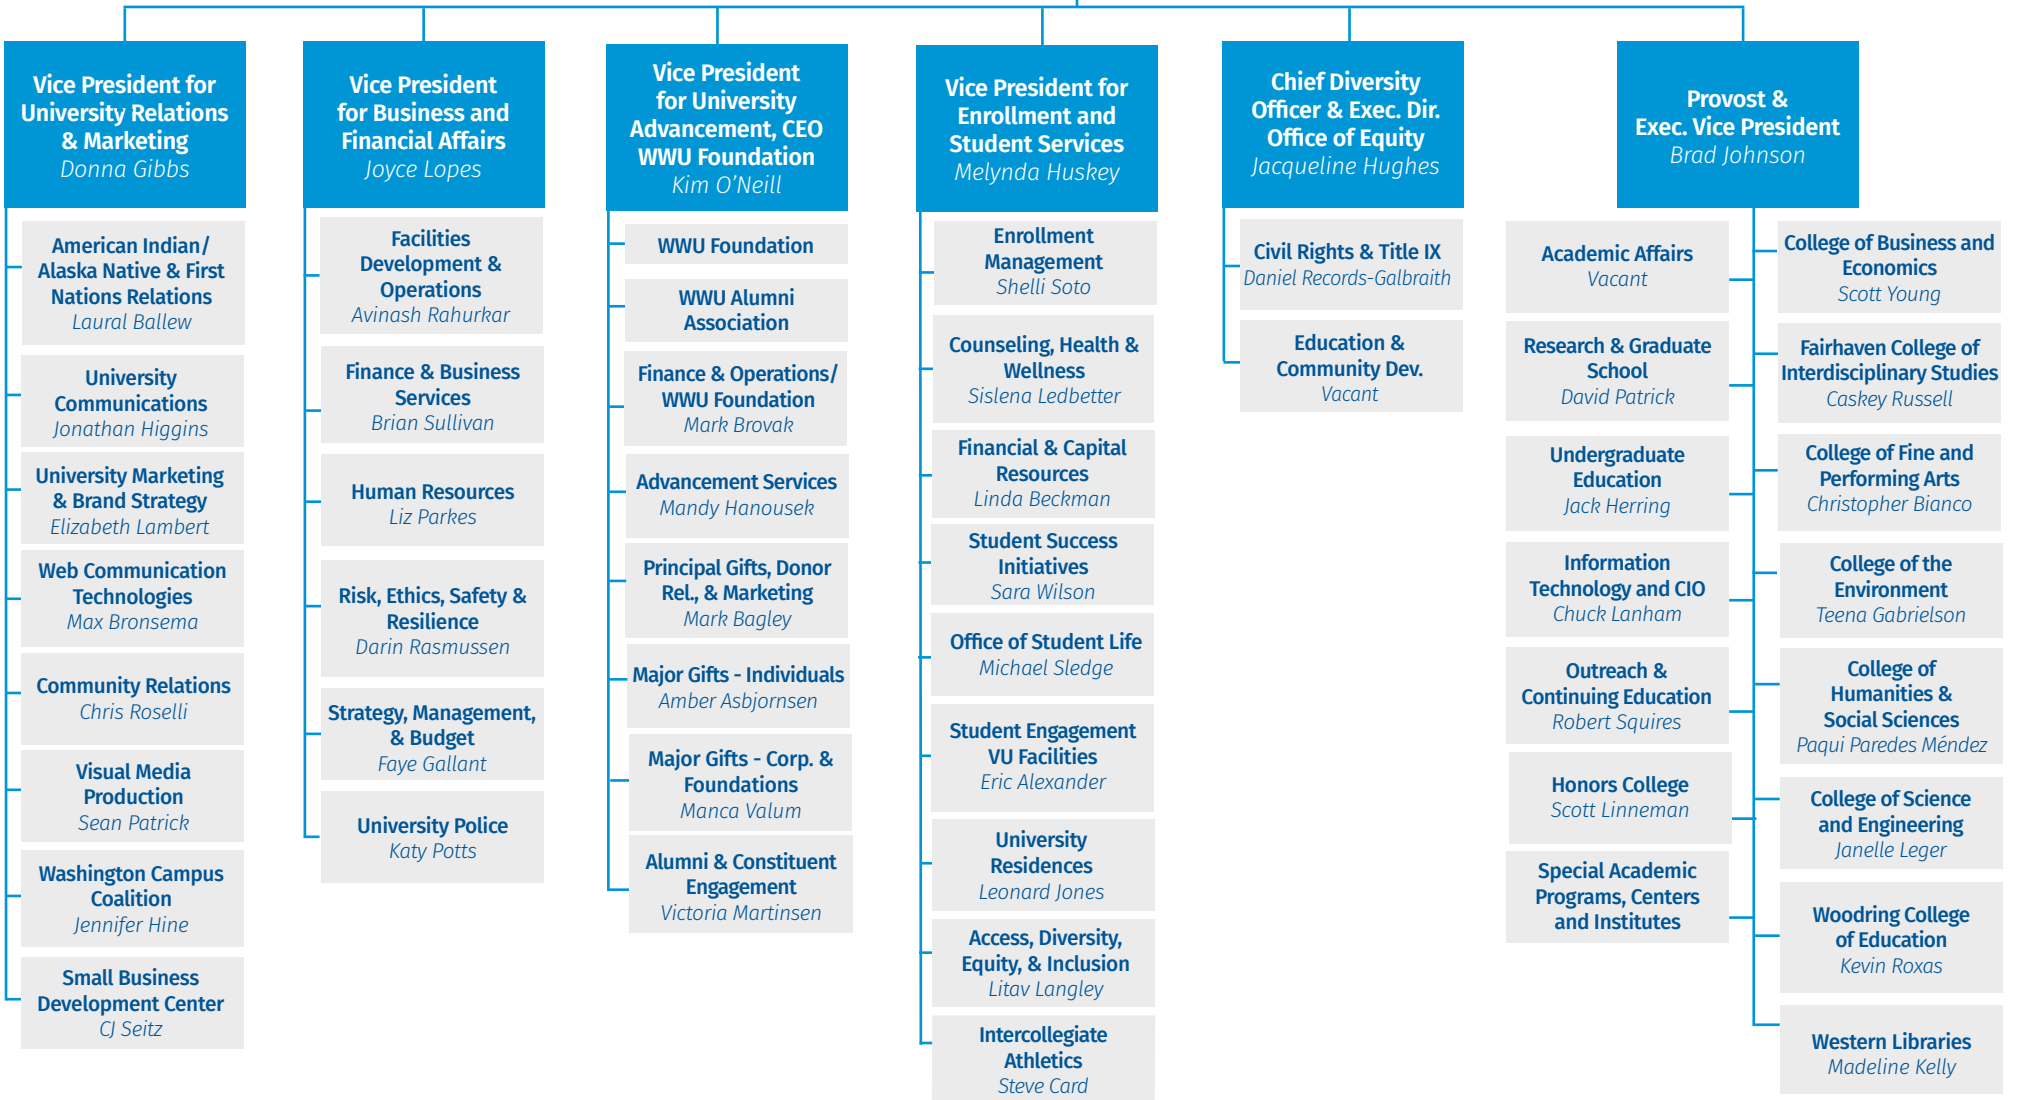 Vice President for
University Relations
& Marketing
Donna Gibbs
American Indian/
Alaska Native & First
Nations Relations
Laural Ballew
University
Communications
Jonathan Higgins
University Marketing
& Brand Strategy
Elizabeth Lambert
Web Communication
Technologies
Max Bronsema
Community Relations
Chris Roselli
Visual Media
Production
Sean Patrick
Washington Campus
Coalition
Jennifer Hine
Small Business
Development Center
CJ Seitz
Vice President
for Business and
Financial Affairs
Joyce Lopes
Facilities
Development &
Operations
Avinash Rahurkar
Finance & Business
Services
Brian Sullivan
Human Resources
Liz Parkes
Risk, Ethics, Safety &
Resilience
Darin Rasmussen
Strategy, Management,
& Budget
Faye Gallant
University Police
Katy Potts
Vice President
for University
Advancement, CEO
WWU Foundation
Kim O’Neill
WWU Foundation
WWU Alumni
Association
Finance & Operations/
WWU Foundation
Mark Brovak
Advancement Services
Mandy Hanousek
Principal Gifts, Donor
Rel., & Marketing
Mark Bagley
Major Gifts - Individuals
Amber Asbjornsen
Major Gifts - Corp. &
Foundations
Manca Valum
Alumni & Constituent
Engagement
Victoria Martinsen
Vice President for
Enrollment and
Student Services
Melynda Huskey
Enrollment
Management
Shelli Soto
Counseling, Health &
Wellness
Sislena Ledbetter
Financial & Capital
Resources
Linda Beckman
Student Success
Initiatives
Sara Wilson
Office of Student Life
Michael Sledge
Student Engagement
VU Facilities
Eric Alexander
University
Residences
Leonard Jones
Access, Diversity,
Equity, & Inclusion
Litav Langley
Intercollegiate
Athletics
Steve Card
Chief Diversity
Officer & Exec. Dir.
Office of Equity
Jacqueline Hughes
Civil Rights & Title IX
Daniel Records-Galbraith
Education &
Community Dev.
Vacant
Provost &
Exec. Vice President
Brad Johnson
Academic Affairs
Vacant
Research & Graduate
School
David Patrick
Undergraduate
Education
Jack Herring
Information
Technology and CIO
Chuck Lanham
Outreach &
Continuing Education
Robert Squires
Honors College
Scott Linneman
Special Academic
Programs, Centers
and Institutes
College of Business and
Economics
Scott Young
Fairhaven College of
Interdisciplinary Studies
Caskey Russell
College of Fine and
Performing Arts
Christopher Bianco
College of the
Environment
Teena Gabrielson
College of
Humanities &
Social Sciences
Paqui Paredes Méndez
College of Science
and Engineering
Janelle Leger
Woodring College
of Education
Kevin Roxas
Western Libraries
Madeline Kelly